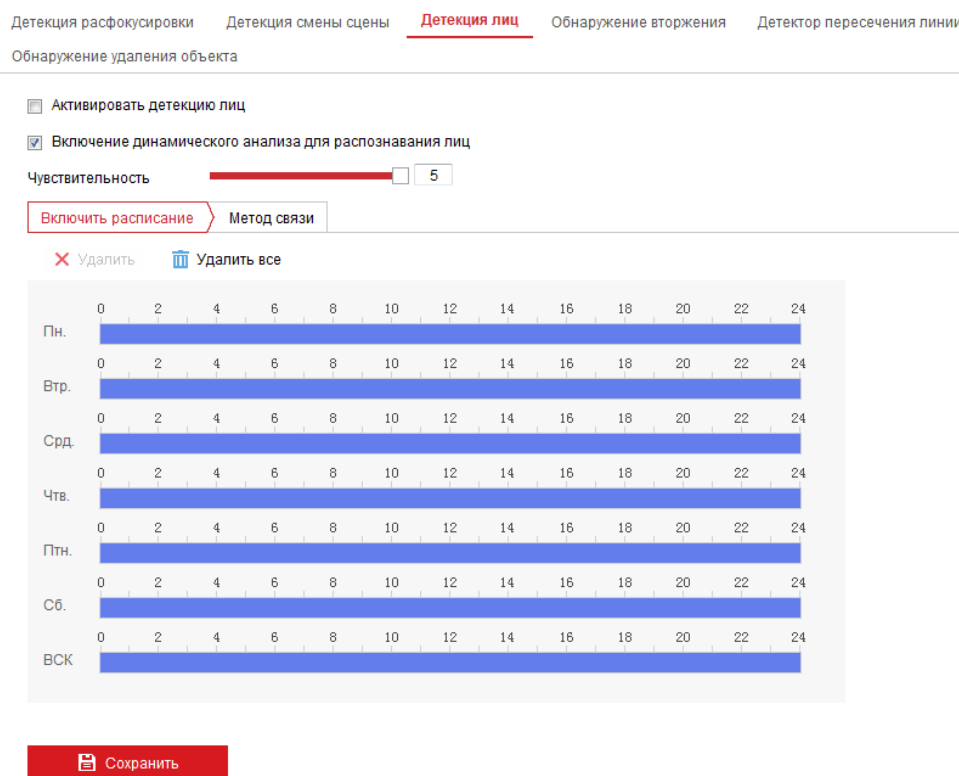 Детекция расфокусировки Детекция смены сцены Детекция лиц Обнаружение вторжения Детектор пересечения линии
Обнаружение удаления объекта
Активировать детекцию лиц
Включение динамического анализа для распознавания лиц
Чувствительность 5
Включить расписание Метод связи
Удалить Удалить все
0 2 4 6 8 10 12 14 16 18 20 22 24
Пн.
0 2 4 6 8 10 12 14 16 18 20 22 24
Втр.
0 2 4 6 8 10 12 14 16 18 20 22 24
Срд.
0 2 4 6 8 10 12 14 16 18 20 22 24
Чтв.
0 2 4 6 8 10 12 14 16 18 20 22 24
Птн.
0 2 4 6 8 10 12 14 16 18 20 22 24
Сб.
0 2 4 6 8 10 12 14 16 18 20 22 24
ВСК
Сохранить